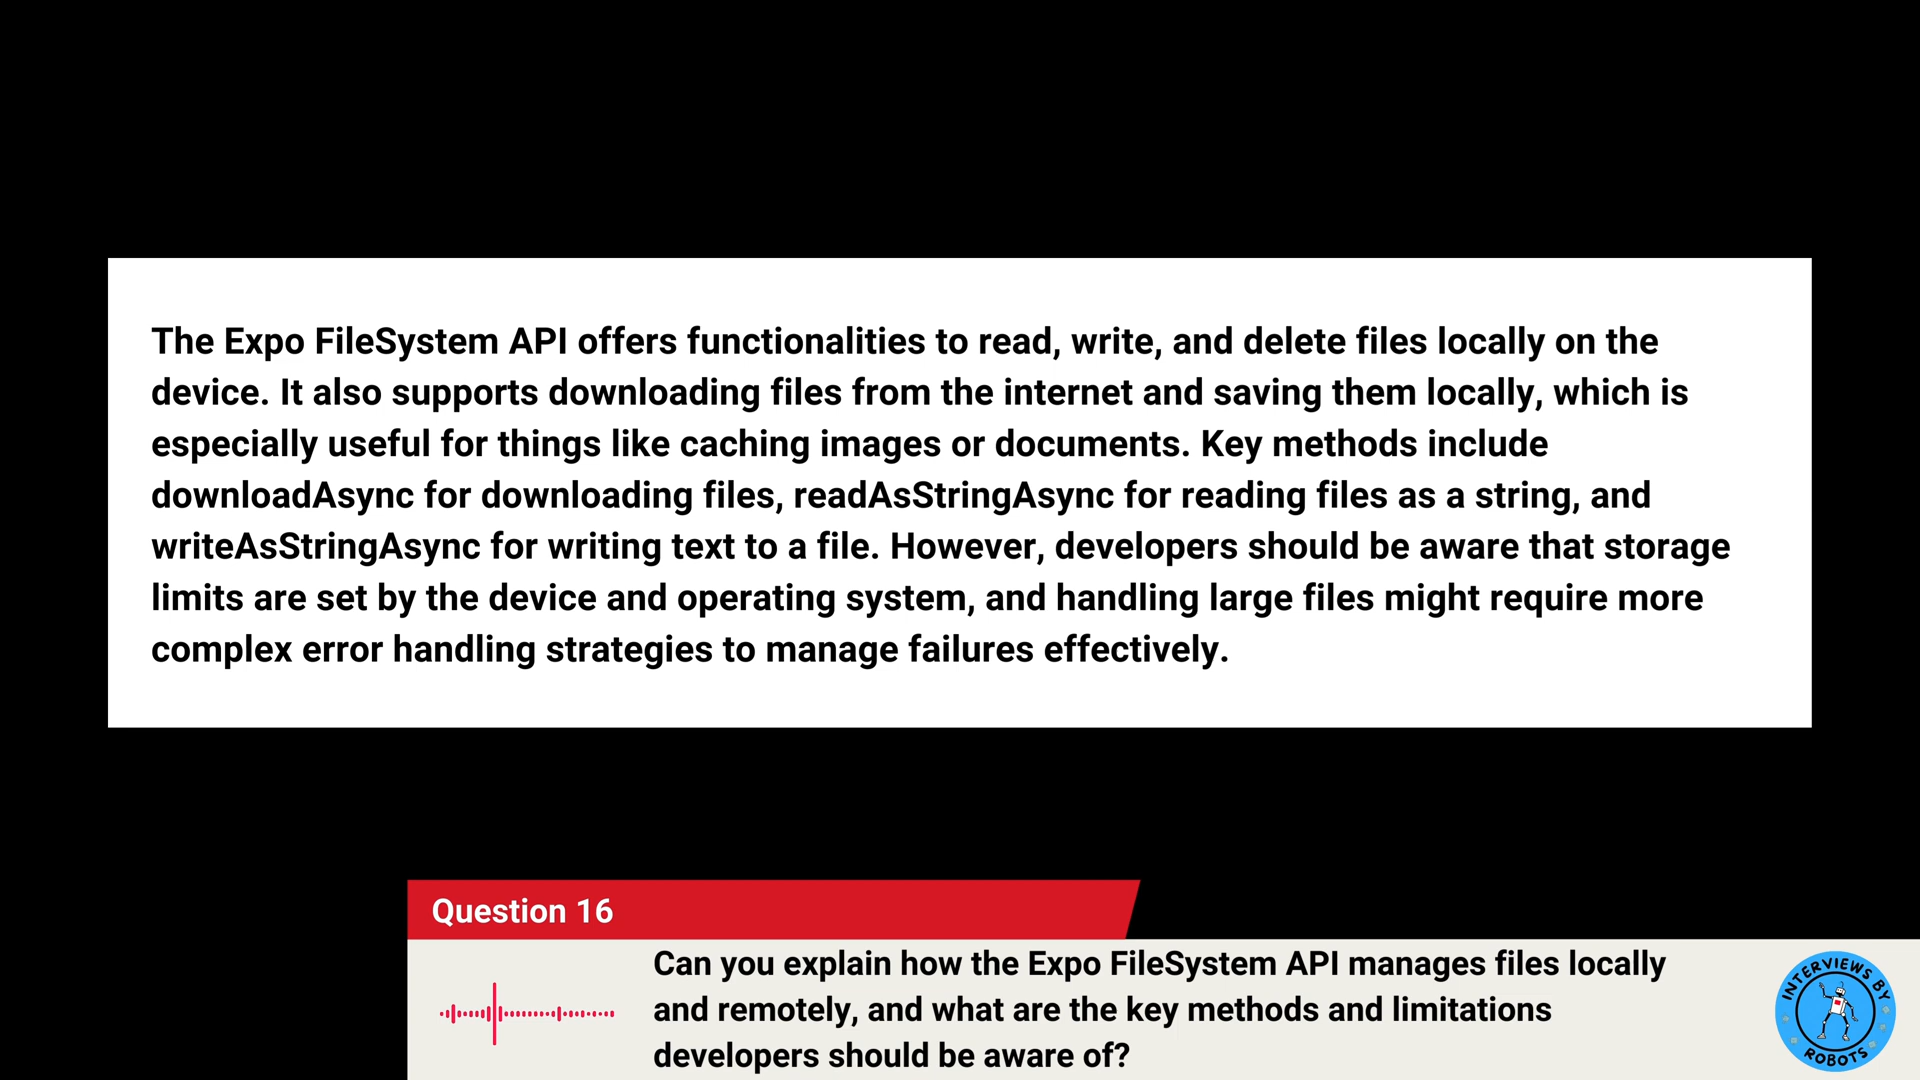 The Expo FileSystem API offers functionalities to read, write, and delete files locally on the
device. It also supports downloading files from the internet and saving them locally, which is
especially useful for things like caching images or documents. Key methods include
downloadAsync for downloading files, readAsStringAsync for reading files as a string, and
writeAsStringAsync for writing text to a file. However, developers should be aware that storage
limits are set by the device and operating system, and handling large files might require more
complex error handling strategies to manage failures effectively.
Question 16
Can you explain how the Expo FileSystem API manages files locally
and remotely, and what are the key methods and limitations
developers should be aware of?
INTERVIEWS BY
ROBOTS